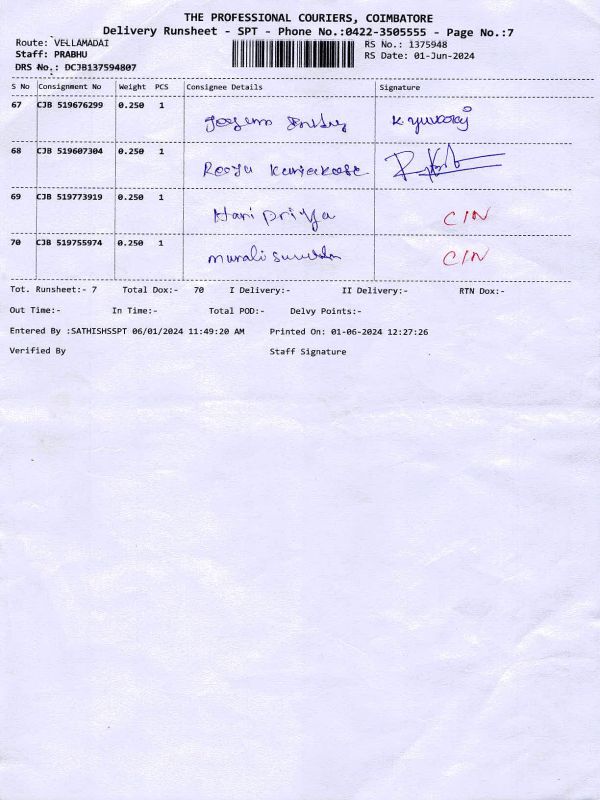 THE PROFESSIONAL COURIERS, COIMBATORE
Delivery Runsheet - SPT - Phone No.:0422-3505555 - Page No.:7
Route: VELLAMADAI
Staff: PRABHU
DRS No.: DCJB137594807
RS No.: 1375948
RS Date: 01-Jun-2024
S No Consignment No Weight PCS Consignee Details Signature
67 CJB 519676299 0.250 1
K yuvaraj
68 CJB 519607304 0.250 1
Kuriakose
69 CJB 519773919 0.250 1
Hari priya CIN
70 CJB 519755974 0.250 1
murali CIN
Tot. Runsheet:- 7 Total Dox:- 70 I Delivery:- II Delivery:- RTN Dox:-
Out Time:- In Time:- Total POD:- Delvy Points:-
Entered By :SATHISHSSPT 06/01/2024 11:49:20 AM Printed On: 01-06-2024 12:27:26
Verified By Staff Signature